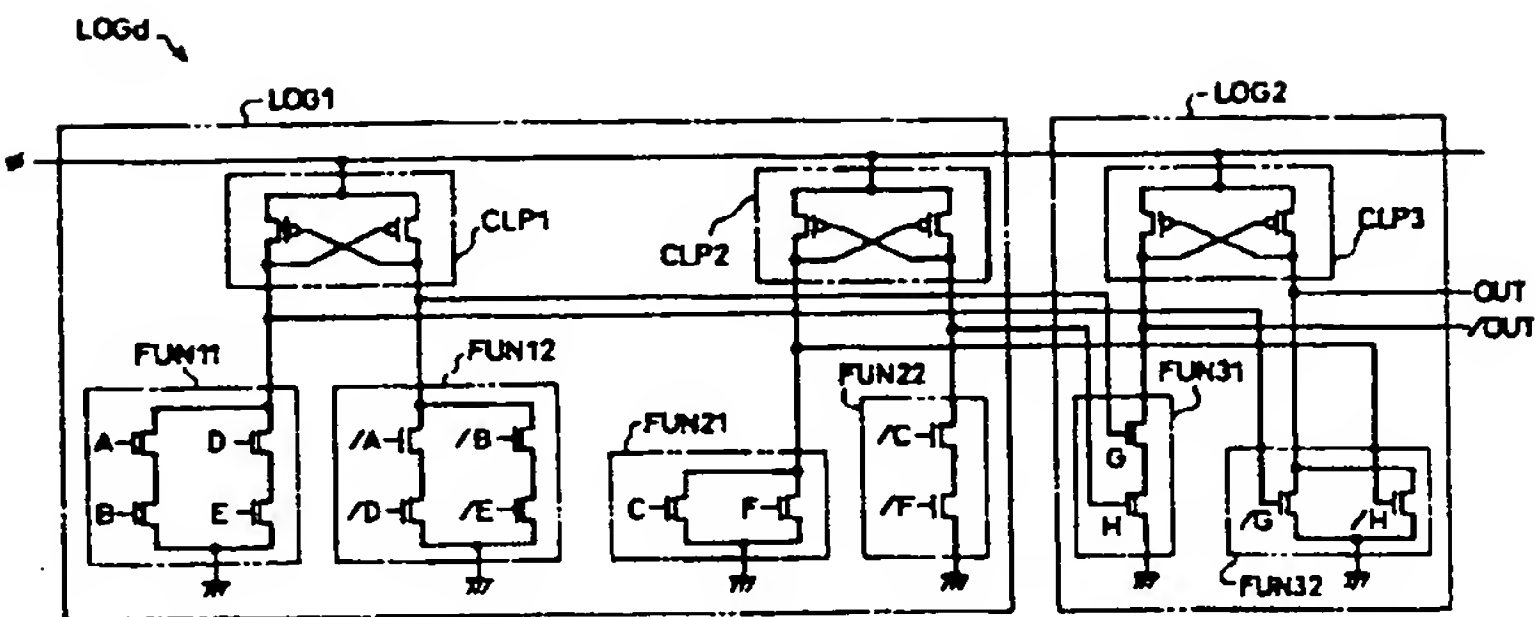 LOGd
LOG1
LOG2
CLP1
CLP2
CLP3
OUT
/OUT
FUN11
FUN12
FUN21
FUN22
FUN31
A
D
/A
/B
/C
G
B
E
/D
/E
C
F
/F
H
/G
/H
FUN32